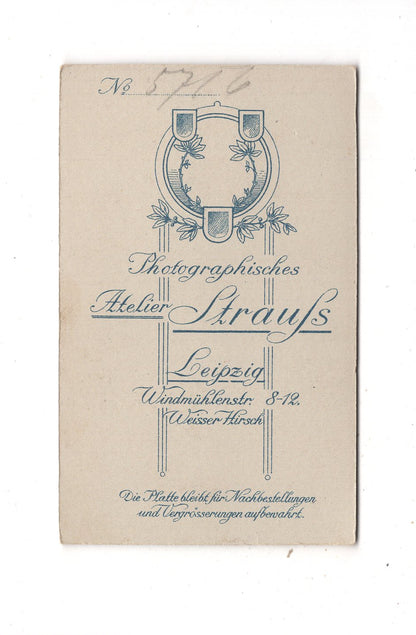 No 5716
Photographisches
Atelier Strauſs
Leipzig
Windmühlenstr. 8-12.
Weisser Hirsch
Die Platte bleibt für Nachbestellungen
und Vergrösserungen aufbewahrt.